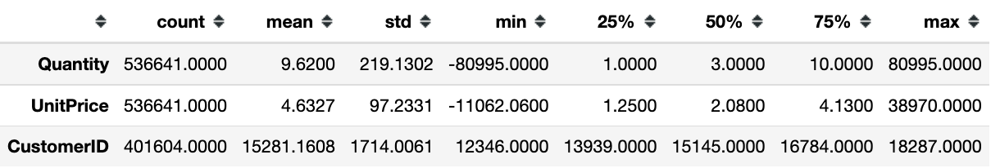 count mean std min 25% 50% 75% max
Quantity 536641.0000 9.6200 219.1302 -80995.0000 1.0000 3.0000 10.0000 80995.0000
UnitPrice 536641.0000 4.6327 97.2331 -11062.0600 1.2500 2.0800 4.1300 38970.0000
CustomerID 401604.0000 15281.1608 1714.0061 12346.0000 13939.0000 15145.0000 16784.0000 18287.0000